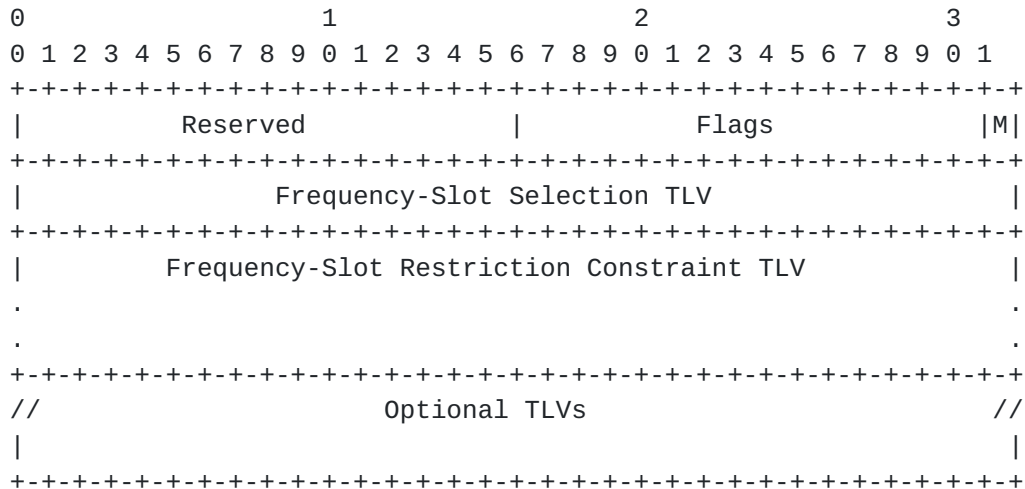 0                   1                   2                   3
0 1 2 3 4 5 6 7 8 9 0 1 2 3 4 5 6 7 8 9 0 1 2 3 4 5 6 7 8 9 0 1
+-+-+-+-+-+-+-+-+-+-+-+-+-+-+-+-+-+-+-+-+-+-+-+-+-+-+-+-+-+-+-+-+
|          Reserved             |           Flags             |M|
+-+-+-+-+-+-+-+-+-+-+-+-+-+-+-+-+-+-+-+-+-+-+-+-+-+-+-+-+-+-+-+-+
|                Frequency-Slot Selection TLV                   |
+-+-+-+-+-+-+-+-+-+-+-+-+-+-+-+-+-+-+-+-+-+-+-+-+-+-+-+-+-+-+-+-+
|         Frequency-Slot Restriction Constraint TLV             |
.                                                               .
.                                                               .
+-+-+-+-+-+-+-+-+-+-+-+-+-+-+-+-+-+-+-+-+-+-+-+-+-+-+-+-+-+-+-+-+
//                      Optional TLVs                          //
|                                                               |
+-+-+-+-+-+-+-+-+-+-+-+-+-+-+-+-+-+-+-+-+-+-+-+-+-+-+-+-+-+-+-+-+